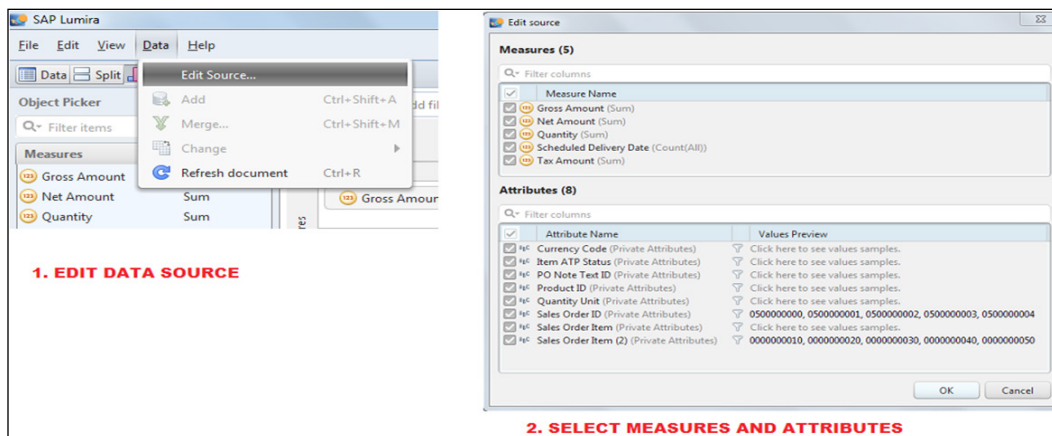 SAP Lumira
File Edit View Data Help
Data Split
Edit Source...
Add Ctrl+Shift+A
Merge... Ctrl+Shift+M
Change
Refresh document Ctrl+R
Object Picker
Filter items
Measures
Gross Amount
Net Amount Sum
Quantity Sum
Gross Amour
1. EDIT DATA SOURCE
Edit source
Measures (5)
Filter columns
Measure Name
Gross Amount (Sum)
Net Amount (Sum)
Quantity (Sum)
Scheduled Delivery Date (Count(All))
Tax Amount (Sum)
Attributes (8)
Filter columns
Attribute Name Values Preview
Currency Code (Private Attributes) Click here to see values samples.
Item ATP Status (Private Attributes) Click here to see values samples.
PO Note Text ID (Private Attributes) Click here to see values samples.
Product ID (Private Attributes) Click here to see values samples.
Quantity Unit (Private Attributes) Click here to see values samples.
Sales Order ID (Private Attributes) 0500000000, 0500000001, 0500000002, 0500000003, 0500000004
Sales Order Item (Private Attributes) Click here to see values samples.
Sales Order Item (2) (Private Attributes) 0000000010, 0000000020, 0000000030, 0000000040, 0000000050
OK Cancel
2. SELECT MEASURES AND ATTRIBUTES